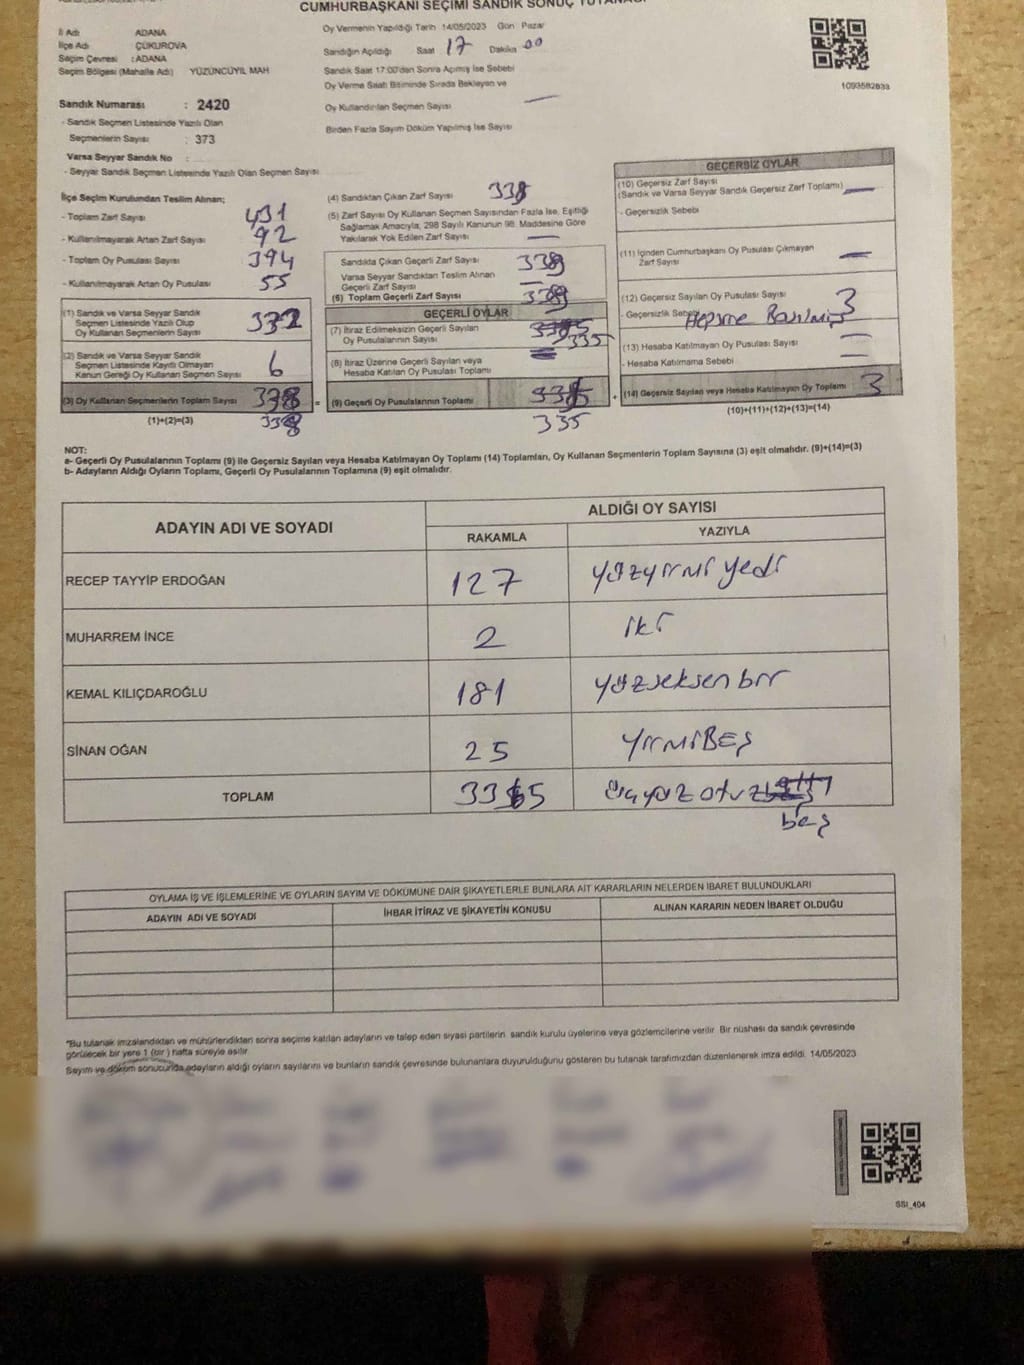 CUMHURBAŞKANI SEÇİMİ SANDIK SONUÇ TUTANAĞI
İl Adı ADANA
İlçe Adı ÇUKUROVA
Seçim Çevresi : ADANA
Seçim Bölgesi (Mahalle Adı) YÜZÜNCÜYIL MAH
Sandık Numarası : 2420
- Sandık Seçmen Listesinde Yazılı Olan
Seçmenlerin Sayısı : 373
Varsa Seyyar Sandık No :
- Seyyar Sandık Seçmen Listesinde Yazılı Olan Seçmen Sayısı
Oy Vermenin Yapıldığı Tarih 14/05/2023 Gün Pazar
Sandığın Açıldığı Saat 17 Dakika 00
Sandık Saat 17:00'den Sonra Açılmış İse Sebebi
Oy Verme Saati Bitiminde Sırada Bekleyen ve
Oy Kullandırılan Seçmen Sayısı
Birden Fazla Sayım Döküm Yapılmış İse Sayısı
1093582833
İlçe Seçim Kurulundan Teslim Alınan;
- Toplam Zarf Sayısı 431
- Kullanılmayarak Artan Zarf Sayısı 92
- Toplam Oy Pusulası Sayısı 394
- Kullanılmayarak Artan Oy Pusulası 55
(1) Sandık ve Varsa Seyyar Sandık
Seçmen Listesinde Yazılı Olup
Oy Kullanan Seçmenlerin Sayısı 332
(2) Sandık ve Varsa Seyyar Sandık
Seçmen Listesinde Kayıtlı Olmayan
Kanun Gereği Oy Kullanan Seçmen Sayısı 6
(3) Oy Kullanan Seçmenlerin Toplam Sayısı 338
338
(1)+(2)=(3)
(4) Sandıktan Çıkan Zarf Sayısı 338
(5) Zarf Sayısı Oy Kullanan Seçmen Sayısından Fazla İse, Eşitliği
Sağlamak Amacıyla, 298 Sayılı Kanunun 98. Maddesine Göre
Yakılarak Yok Edilen Zarf Sayısı
Sandıkta Çıkan Geçerli Zarf Sayısı 338
Varsa Seyyar Sandıktan Teslim Alınan
Geçerli Zarf Sayısı
(6) Toplam Geçerli Zarf Sayısı 338
GEÇERLİ OYLAR
(7) İtiraz Edilmeksizin Geçerli Sayılan
Oy Pusulalarının Sayısı 335
(8) İtiraz Üzerine Geçerli Sayılan veya
Hesaba Katılan Oy Pusulası Toplamı
= (9) Geçerli Oy Pusulalarının Toplamı 335
335
GEÇERSİZ OYLAR
(10) Geçersiz Zarf Sayısı
(Sandık ve Varsa Seyyar Sandık Geçersiz Zarf Toplamı)
- Geçersizlik Sebebi
(11) İçinden Cumhurbaşkanı Oy Pusulası Çıkmayan
Zarf Sayısı
(12) Geçersiz Sayılan Oy Pusulası Sayısı 3
- Geçersizlik Sebebi Hepsine Basılmış
(13) Hesaba Katılmayan Oy Pusulası Sayısı
- Hesaba Katılmama Sebebi
+ (14) Geçersiz Sayılan veya Hesaba Katılmayan Oy Toplamı 3
(10)+(11)+(12)+(13)=(14)
NOT:
a- Geçerli Oy Pusulalarının Toplamı (9) ile Geçersiz Sayılan veya Hesaba Katılmayan Oy Toplamı (14) Toplamları, Oy Kullanan Seçmenlerin Toplam Sayısına (3) eşit olmalıdır. (9)+(14)=(3)
b- Adayların Aldığı Oyların Toplamı, Geçerli Oy Pusulalarının Toplamına (9) eşit olmalıdır.
ADAYIN ADI VE SOYADI ALDIĞI OY SAYISI
RAKAMLA YAZIYLA
RECEP TAYYİP ERDOĞAN 127 yüzyirmi yedi
MUHARREM İNCE 2 iki
KEMAL KILIÇDAROĞLU 181 yüzseksen bir
SİNAN OĞAN 25 yirmiBeş
TOPLAM 335 üçyüz otuz
beş
OYLAMA İŞ VE İŞLEMLERİNE VE OYLARIN SAYIM VE DÖKÜMÜNE DAİR ŞİKAYETLERLE BUNLARA AİT KARARLARIN NELERDEN İBARET BULUNDUKLARI
ADAYIN ADI VE SOYADI İHBAR İTİRAZ VE ŞİKAYETİN KONUSU ALINAN KARARIN NEDEN İBARET OLDUĞU
*Bu tutanak imzalandıktan ve mühürlendikten sonra seçime katılan adayların ve talep eden siyasi partilerin sandık kurulu üyelerine veya gözlemcilerine verilir. Bir nüshası da sandık çevresinde
görülecek bir yere 1 (bir) hafta süreyle asılır.
Sayım ve döküm sonucunda adayların aldığı oyların sayılarını ve bunların sandık çevresinde bulunanlara duyurulduğunu gösteren bu tutanak tarafımızdan düzenlenerek imza edildi. 14/05/2023
SSI_404